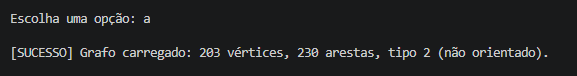 Escolha uma opção: a
[SUCESSO] Grafo carregado: 203 vértices, 230 arestas, tipo 2 (não orientado).